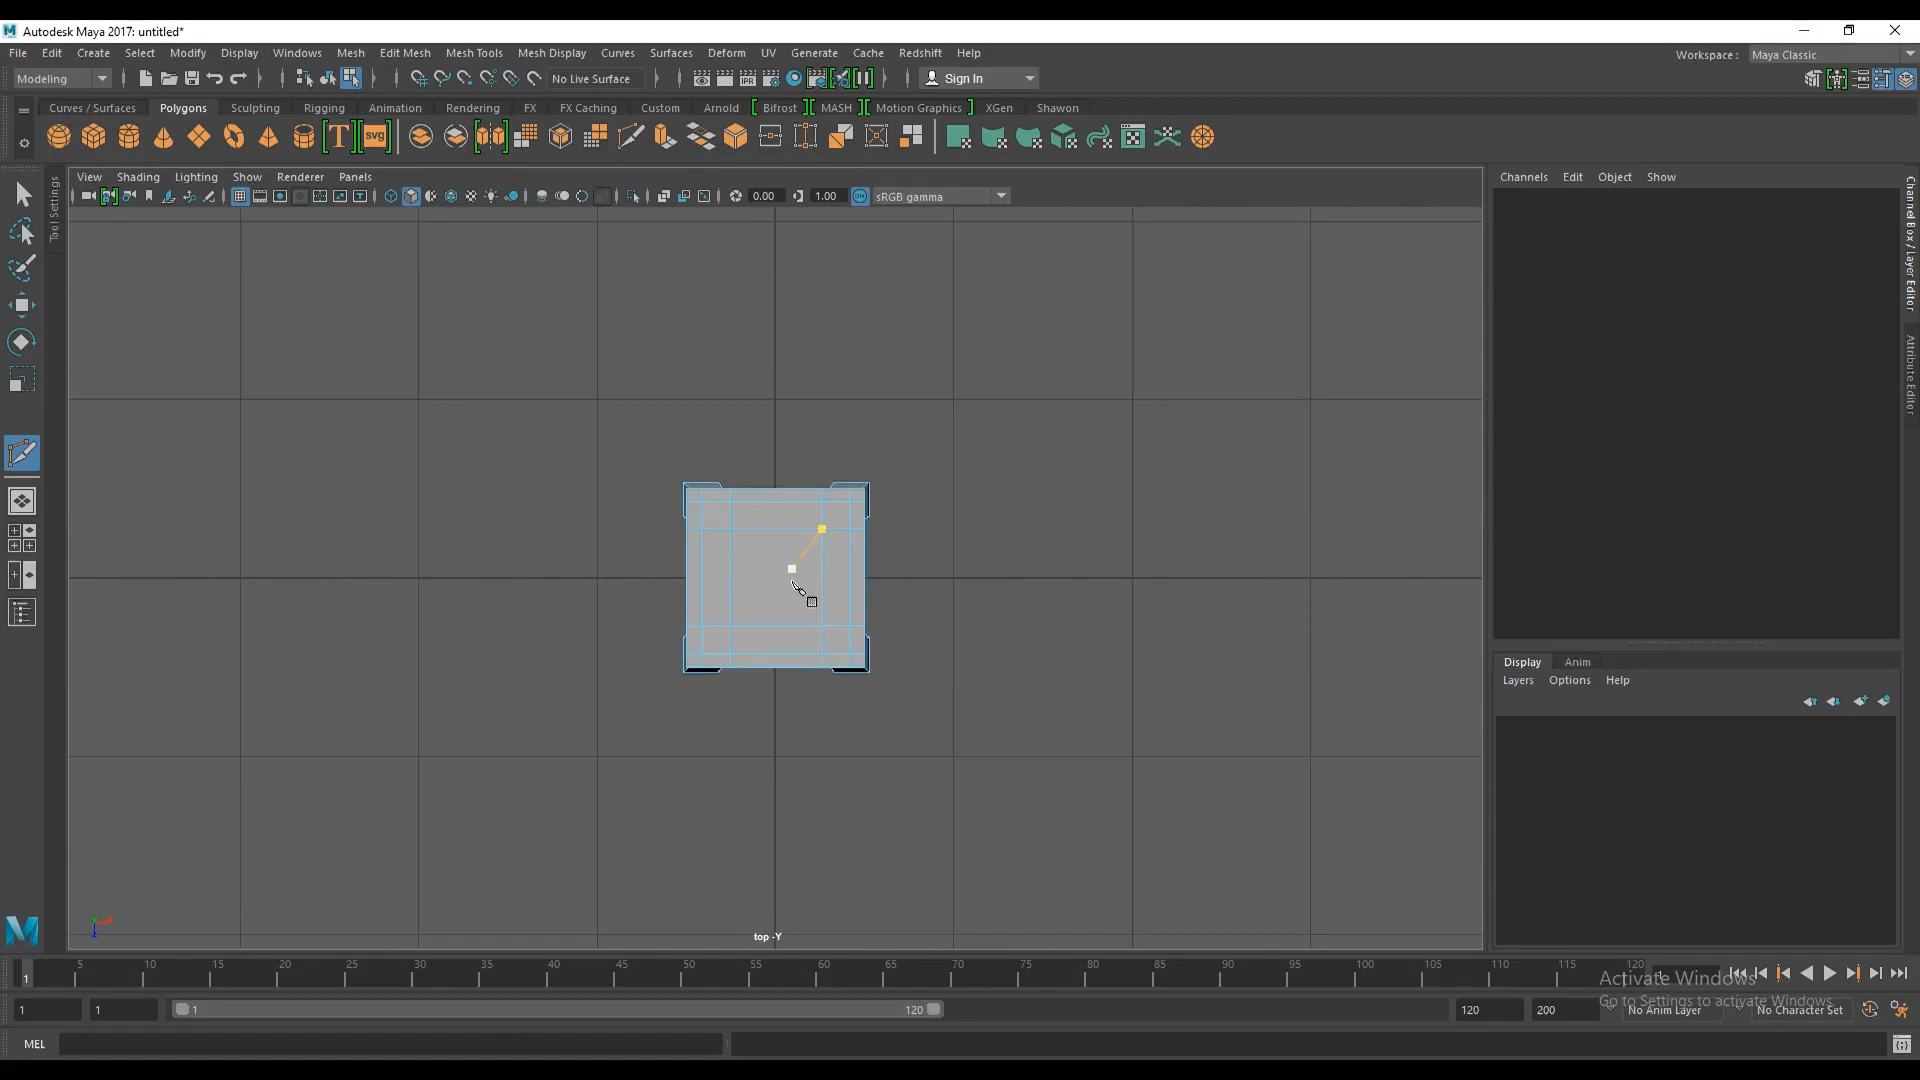 Autodesk Maya 2017: untitled*
File Edit Create Select Modify Display Windows Mesh Edit Mesh Mesh Tools Mesh Display Curves Surfaces Deform UV Generate Cache Redshift Help
Workspace : Maya Classic
Modeling No Live Surface Sign In
Curves / Surfaces Polygons Sculpting Rigging Animation Rendering FX FX Caching Custom Arnold Bifrost MASH Motion Graphics XGen Shawon
T svg
IPR
Tool Settings
View Shading Lighting Show Renderer Panels
0.00 1.00 ON sRGB gamma
Channels Edit Object Show
Channel Box / Layer Editor
Attribute Editor
Display Anim
Layers Options Help
top -Y
5 10 15 20 25 30 35 40 45 50 55 60 65 70 75 80 85 90 95 100 105 110 115 120
1
Activate Windows
Go to Settings to activate Windows.
1 1 1 120 120 200 No Anim Layer No Character Set
MEL